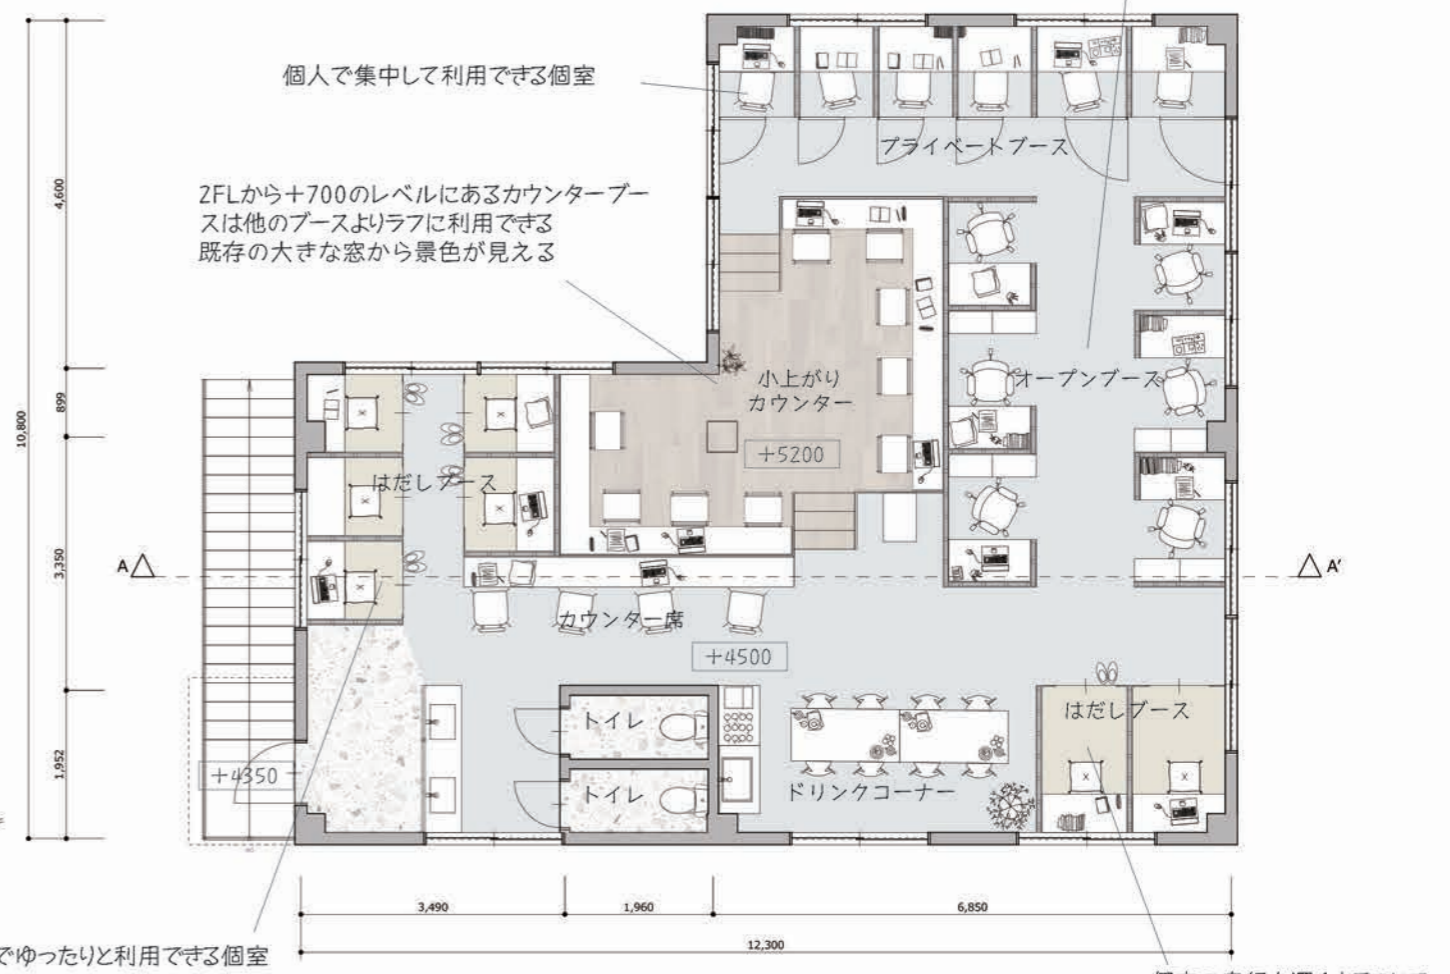 個人で集中して利用できる個室
プライベートブース
2FLから+700のレベルにあるカウンターブー
スは他のブースよりラフに利用できる
既存の大きな窓から景色が見える
4,600
10,800
899
3,350
1,952
小上がり
カウンター
+5200
オープンブース
はだしブース
A
A'
カウンター席
+4500
トイレ
トイレ
はだしブース
ドリンクコーナー
+4350
3,490
1,960
6,850
12,300
でゆったりと利用できる個室